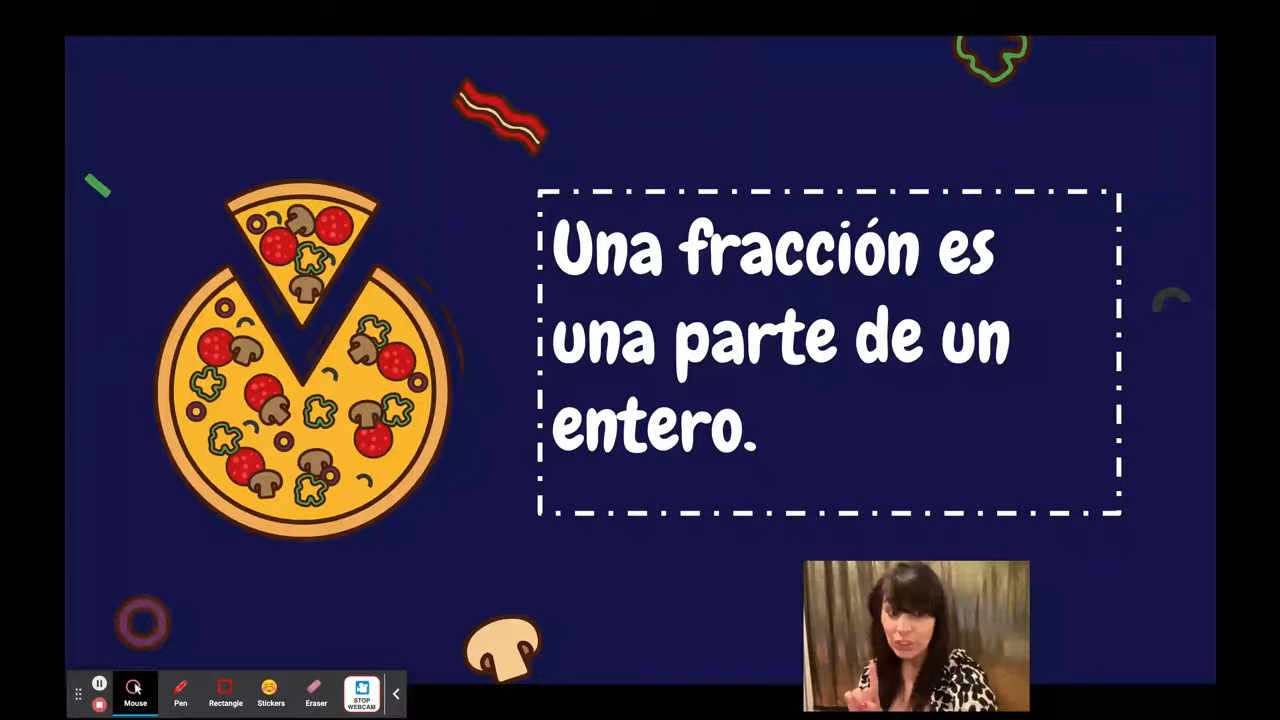 Una fracción es
una parte de un
entero.
Mouse
Pen
Rectangle
Stickers
Eraser
STOP
WEBCAM